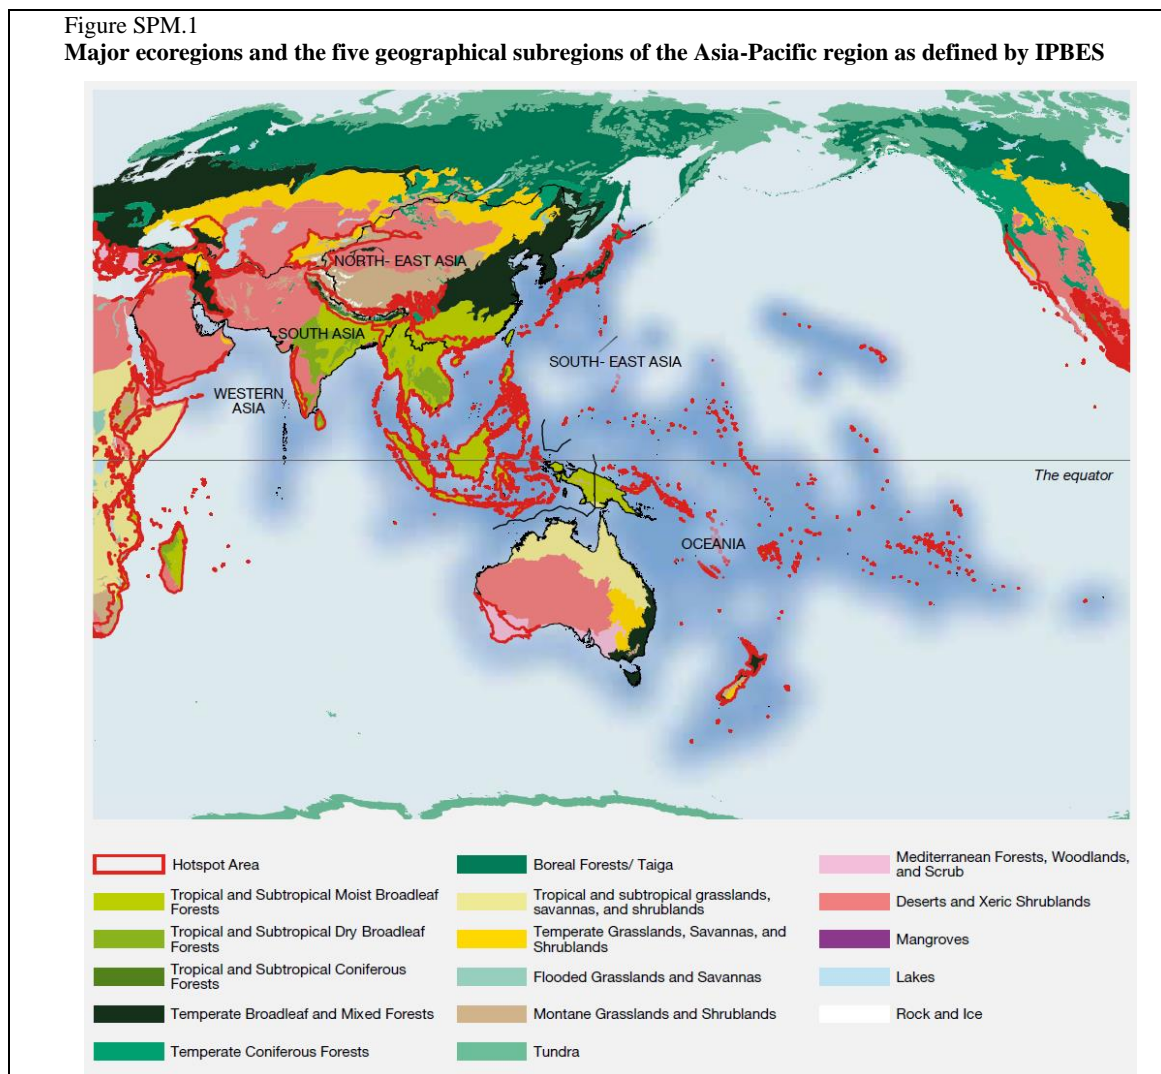 Figure SPM.1
Major ecoregions and the five geographical subregions of the Asia-Pacific region as defined by IPBES
NORTH- EAST ASIA
SOUTH ASIA
SOUTH- EAST ASIA
WESTERN
ASIA
The equator
OCEANIA
Hotspot Area
Tropical and Subtropical Moist Broadleaf
Forests
Tropical and Subtropical Dry Broadleaf
Forests
Tropical and Subtropical Coniferous
Forests
Temperate Broadleaf and Mixed Forests
Temperate Coniferous Forests
Boreal Forests/ Taiga
Tropical and subtropical grasslands,
savannas, and shrublands
Temperate Grasslands, Savannas, and
Shrublands
Flooded Grasslands and Savannas
Montane Grasslands and Shrublands
Tundra
Mediterranean Forests, Woodlands,
and Scrub
Deserts and Xeric Shrublands
Mangroves
Lakes
Rock and Ice